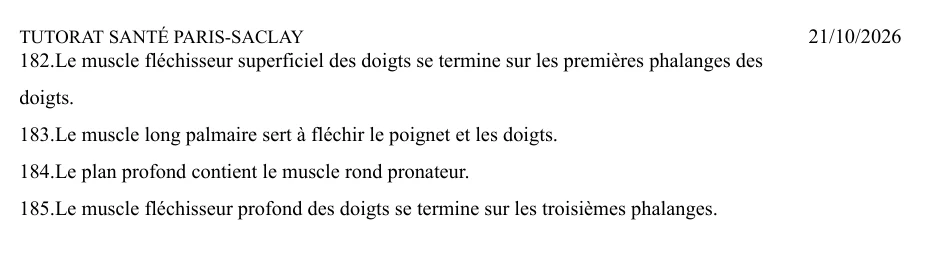 TUTORAT SANTÉ PARIS-SACLAY 21/10/2026
182.Le muscle fléchisseur superficiel des doigts se termine sur les premières phalanges des
doigts.
183.Le muscle long palmaire sert à fléchir le poignet et les doigts.
184.Le plan profond contient le muscle rond pronateur.
185.Le muscle fléchisseur profond des doigts se termine sur les troisièmes phalanges.